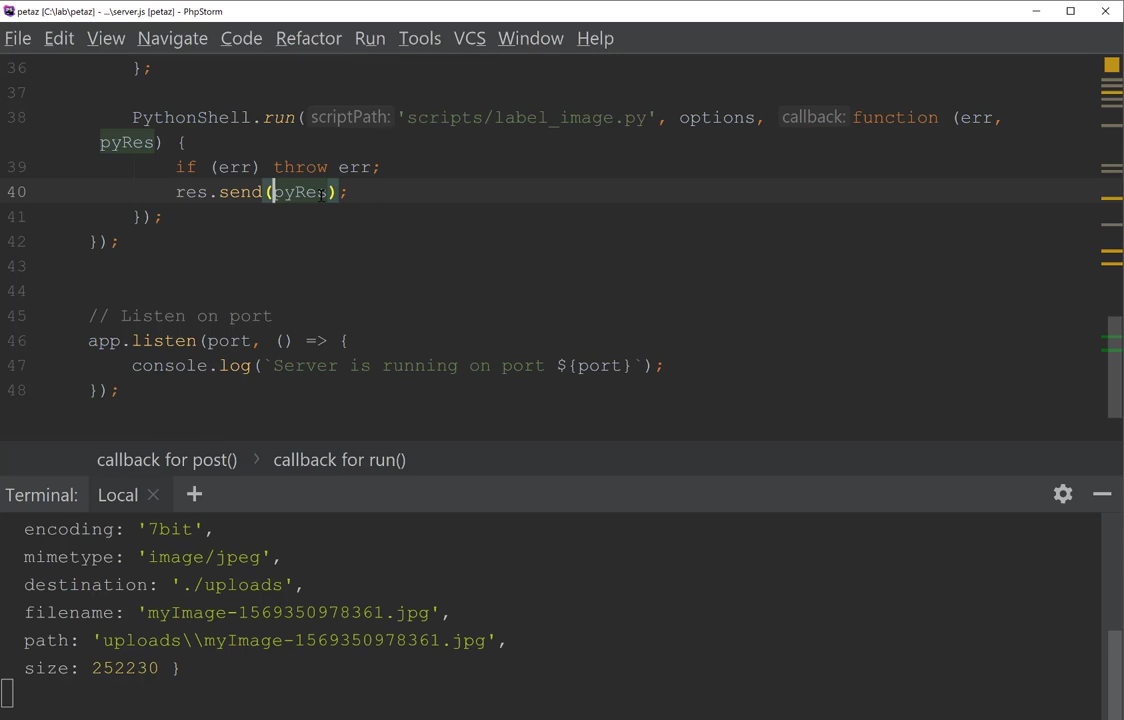 petaz [C:\lab\petaz] - ...\server.js [petaz] - PhpStorm
File Edit View Navigate Code Refactor Run Tools VCS Window Help
36 };
37
38 PythonShell.run( scriptPath: 'scripts/label_image.py', options, callback: function (err,
pyRes) {
39 if (err) throw err;
40 res.send(pyRes);
41 });
42 });
43
44
45 // Listen on port
46 app.listen(port, () => {
47 console.log(`Server is running on port ${port}`);
48 });
callback for post() > callback for run()
Terminal: Local × +
encoding: '7bit',
mimetype: 'image/jpeg',
destination: './uploads',
filename: 'myImage-1569350978361.jpg',
path: 'uploads\\myImage-1569350978361.jpg',
size: 252230 }